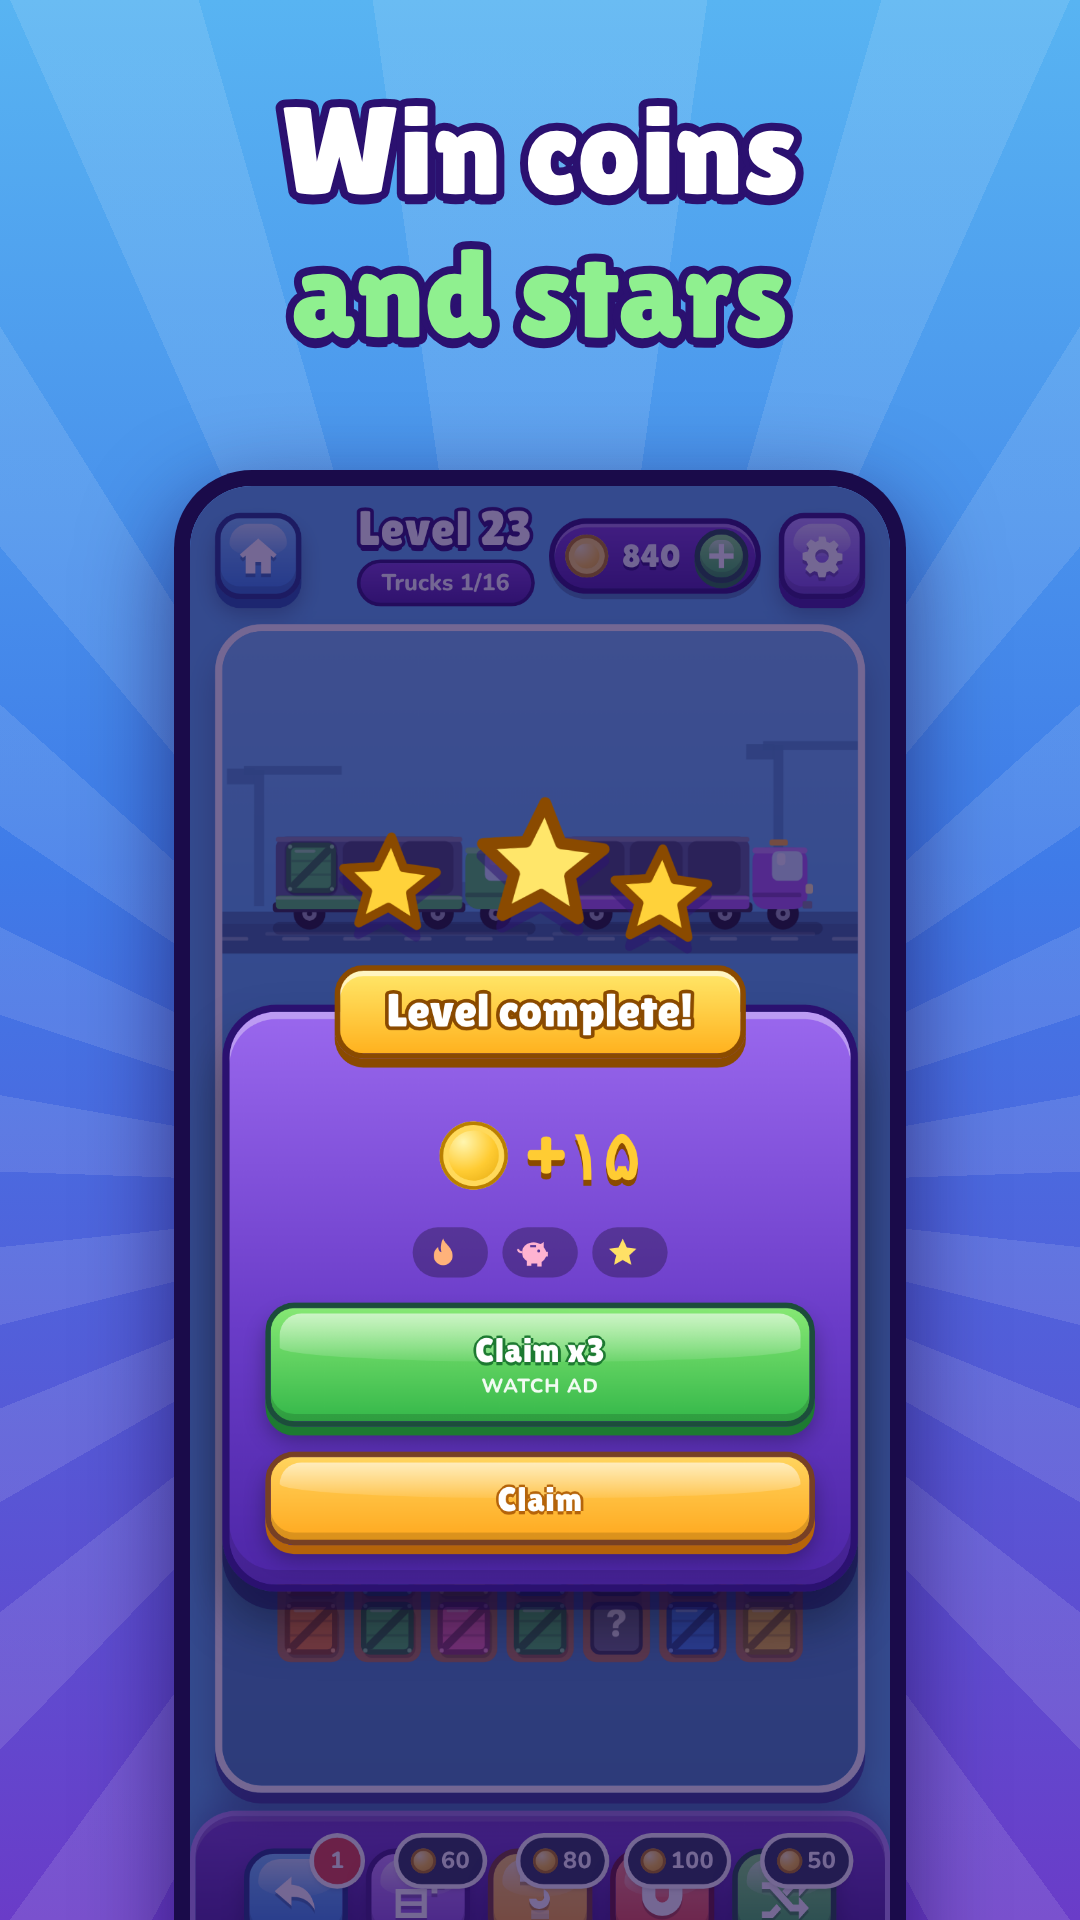 Win coins
and stars
Level 23
Trucks 1/16
840
Level complete!
+۱۵
Claim x3
WATCH AD
Claim
?
1
60
80
100
50